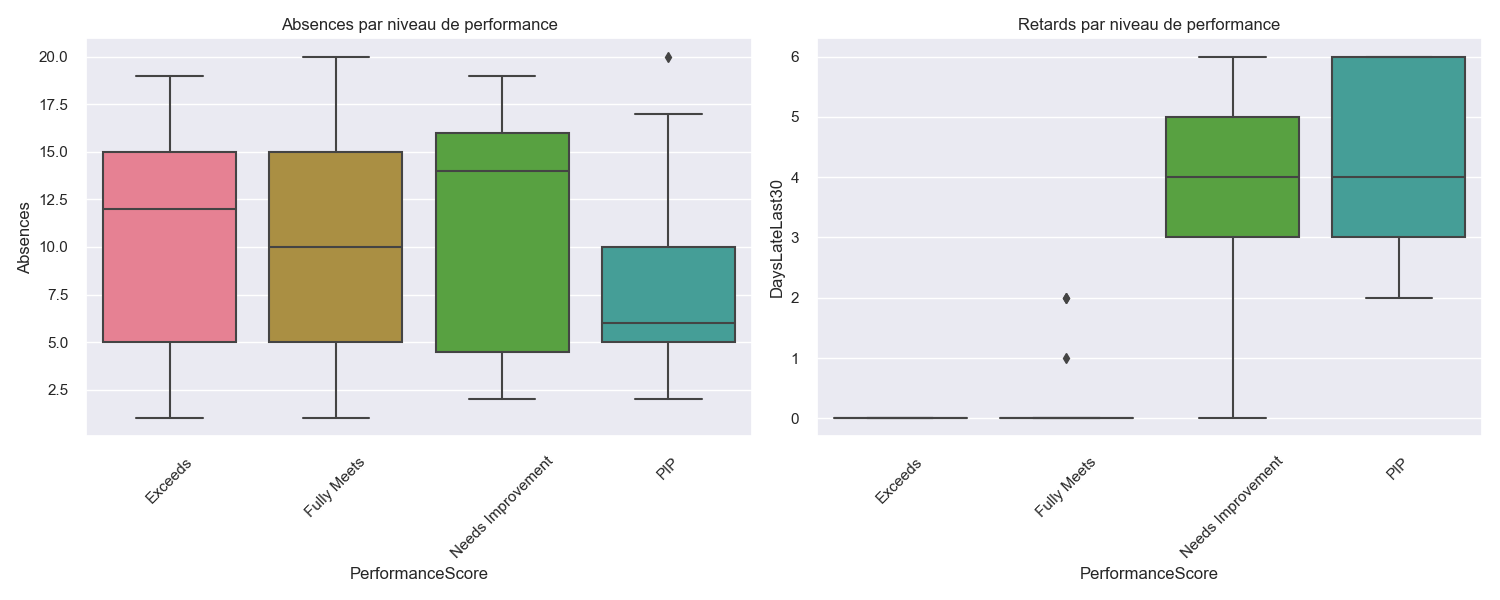 Absences par niveau de performance
20.0
17.5
15.0
12.5
10.0
7.5
5.0
2.5
Absences
Exceeds
Fully Meets
Needs Improvement
PIP
PerformanceScore
Retards par niveau de performance
6
5
4
3
2
1
0
DaysLateLast30
Exceeds
Fully Meets
Needs Improvement
PIP
PerformanceScore